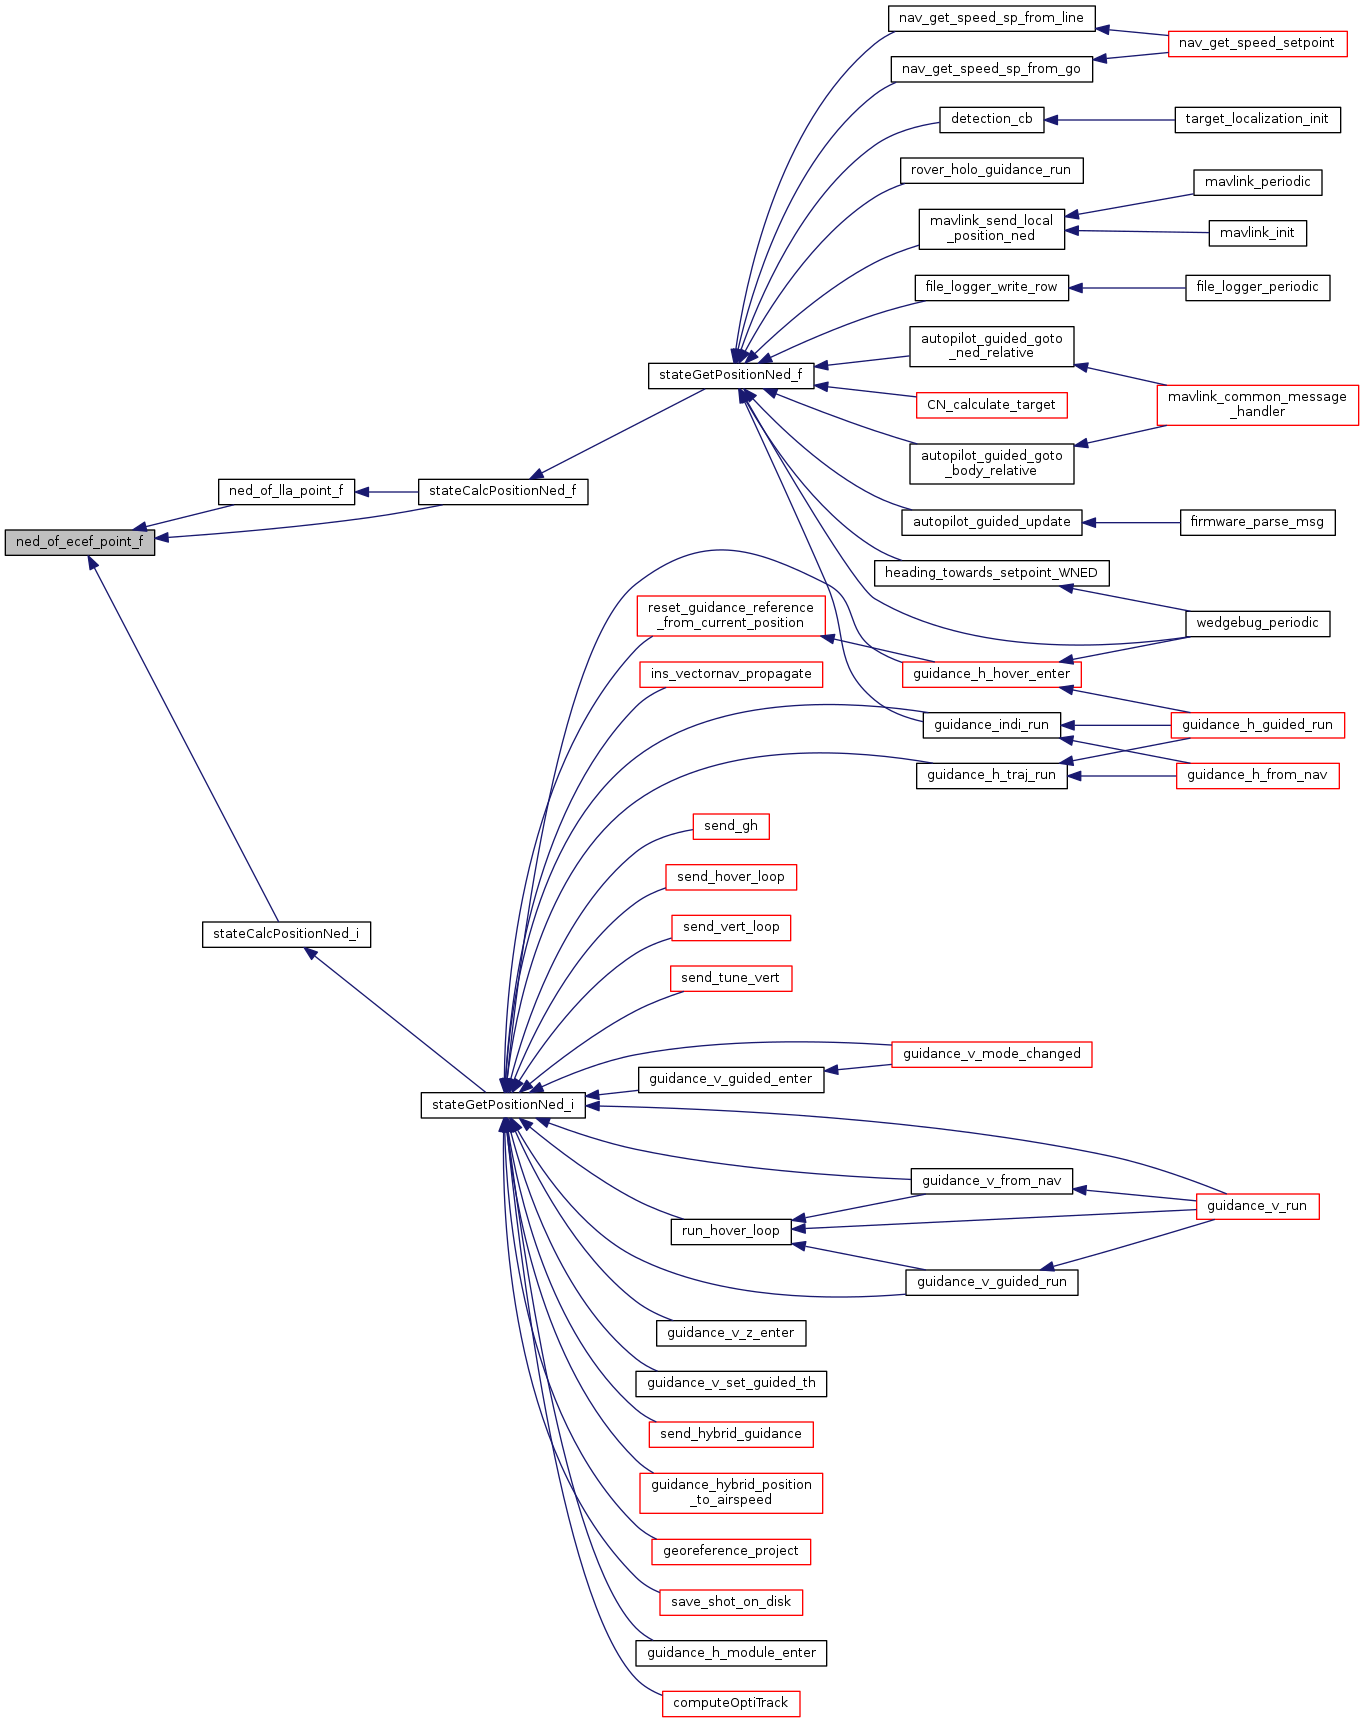 nav_get_speed_sp_from_line
nav_get_speed_setpoint
nav_get_speed_sp_from_go
detection_cb
target_localization_init
rover_holo_guidance_run
mavlink_periodic
mavlink_send_local
_position_ned
mavlink_init
file_logger_write_row
file_logger_periodic
autopilot_guided_goto
_ned_relative
stateGetPositionNed_f
CN_calculate_target
mavlink_common_message
_handler
autopilot_guided_goto
_body_relative
ned_of_lla_point_f
stateCalcPositionNed_f
autopilot_guided_update
firmware_parse_msg
ned_of_ecef_point_f
heading_towards_setpoint_WNED
reset_guidance_reference
_from_current_position
wedgebug_periodic
ins_vectornav_propagate
guidance_h_hover_enter
guidance_indi_run
guidance_h_guided_run
guidance_h_traj_run
guidance_h_from_nav
send_gh
send_hover_loop
send_vert_loop
stateCalcPositionNed_i
send_tune_vert
guidance_v_mode_changed
guidance_v_guided_enter
stateGetPositionNed_i
guidance_v_from_nav
guidance_v_run
run_hover_loop
guidance_v_guided_run
guidance_v_z_enter
guidance_v_set_guided_th
send_hybrid_guidance
guidance_hybrid_position
_to_airspeed
georeference_project
save_shot_on_disk
guidance_h_module_enter
computeOptiTrack